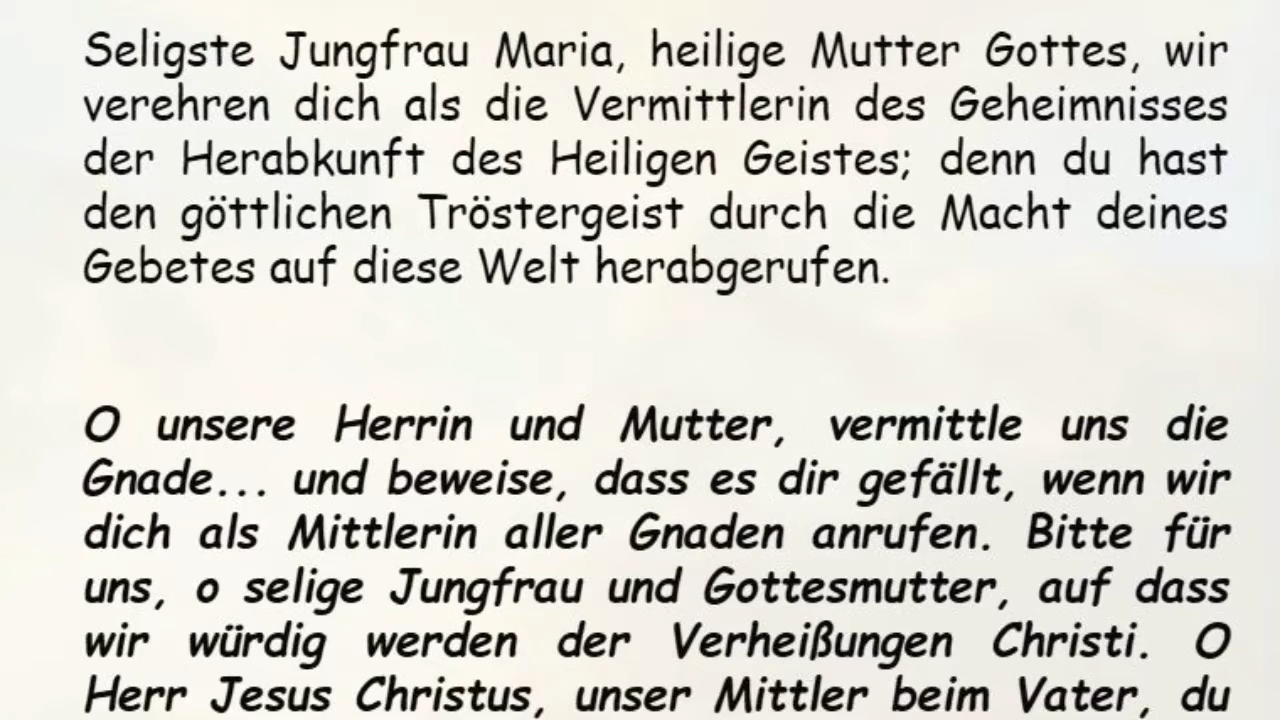 Seligste Jungfrau Maria, heilige Mutter Gottes, wir
verehren dich als die Vermittlerin des Geheimnisses
der Herabkunft des Heiligen Geistes; denn du hast
den göttlichen Tröstergeist durch die Macht deines
Gebetes auf diese Welt herabgerufen.
O unsere Herrin und Mutter, vermittle uns die
Gnade... und beweise, dass es dir gefällt, wenn wir
dich als Mittlerin aller Gnaden anrufen. Bitte für
uns, o selige Jungfrau und Gottesmutter, auf dass
wir würdig werden der Verheißungen Christi. O
Herr Jesus Christus, unser Mittler beim Vater, du